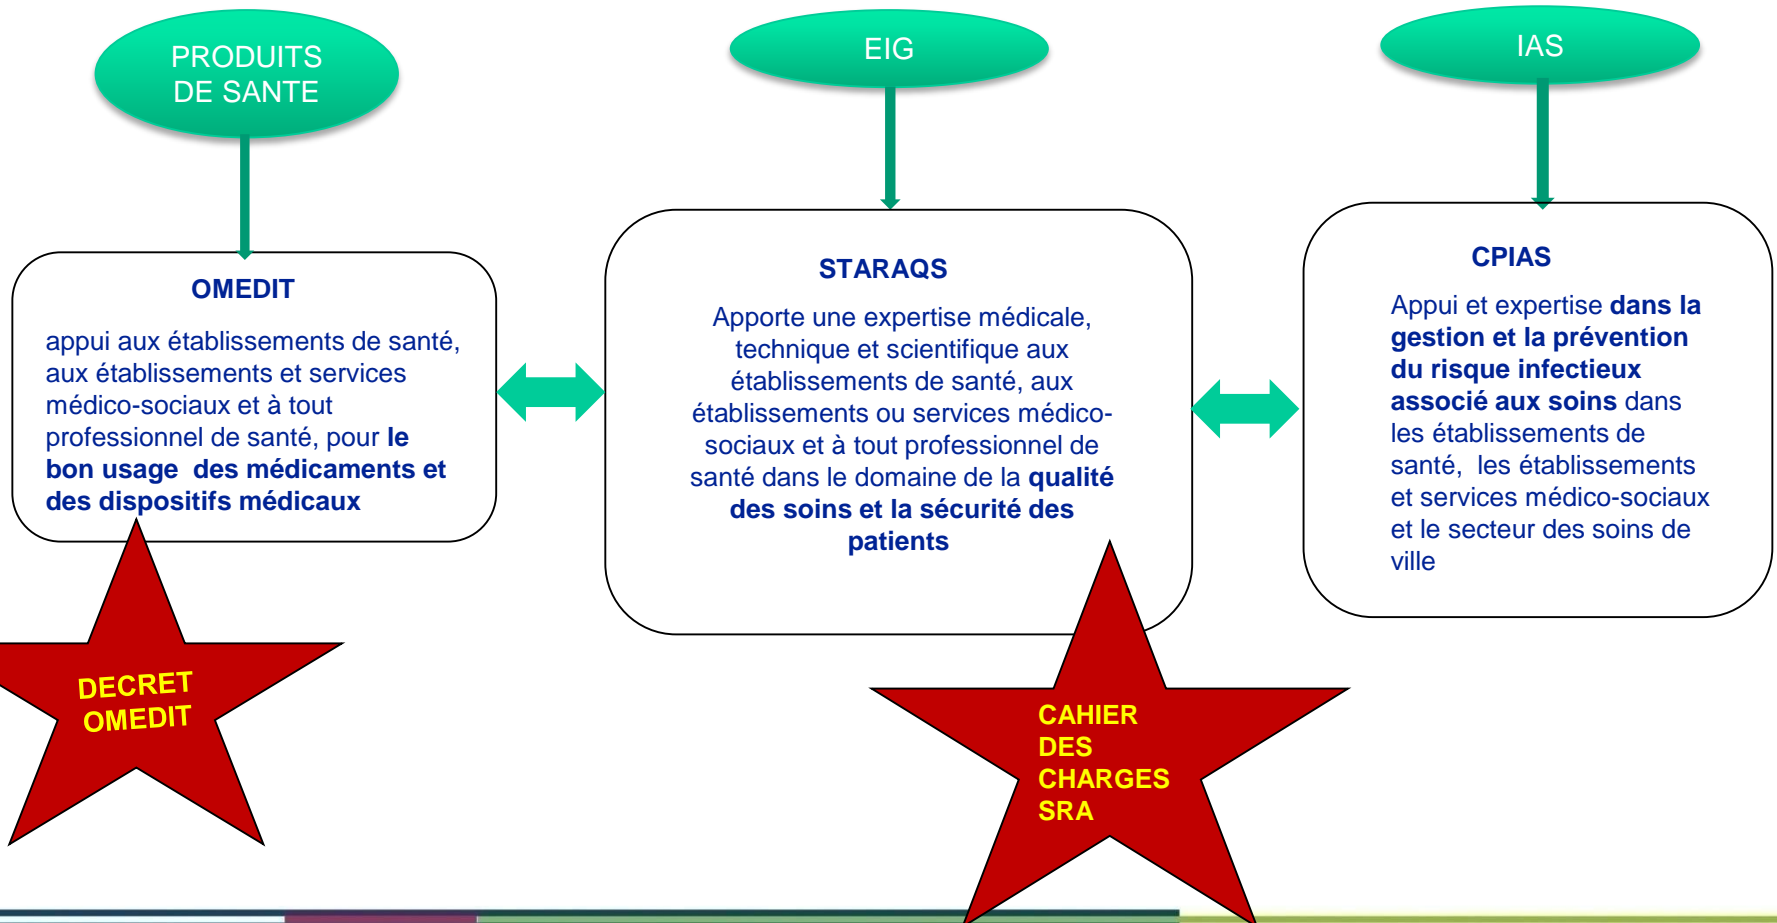 PRODUITS
DE SANTE
EIG
IAS
OMEDIT
appui aux établissements de santé,
aux établissements et services
médico-sociaux et à tout
professionnel de santé, pour le
bon usage des médicaments et
des dispositifs médicaux
STARAQS
Apporte une expertise médicale,
technique et scientifique aux
établissements de santé, aux
établissements ou services médico-
sociaux et à tout professionnel de
santé dans le domaine de la qualité
des soins et la sécurité des
patients
CPIAS
Appui et expertise dans la
gestion et la prévention
du risque infectieux
associé aux soins dans
les établissements de
santé, les établissements
et services médico-sociaux
et le secteur des soins de
ville
DECRET
OMEDIT
CAHIER
DES
CHARGES
SRA